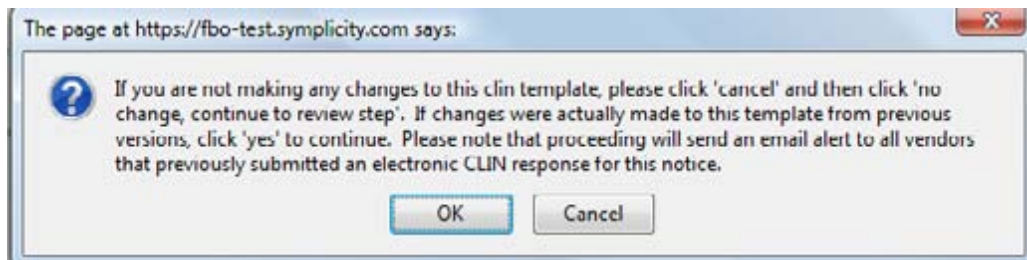 The page at https://fbo-test.symplicity.com says:
If you are not making any changes to this clin template, please click 'cancel' and then click 'no
change, continue to review step'. If changes were actually made to this template from previous
versions, click 'yes' to continue. Please note that proceeding will send an email alert to all vendors
that previously submitted an electronic CLIN response for this notice.
OK
Cancel